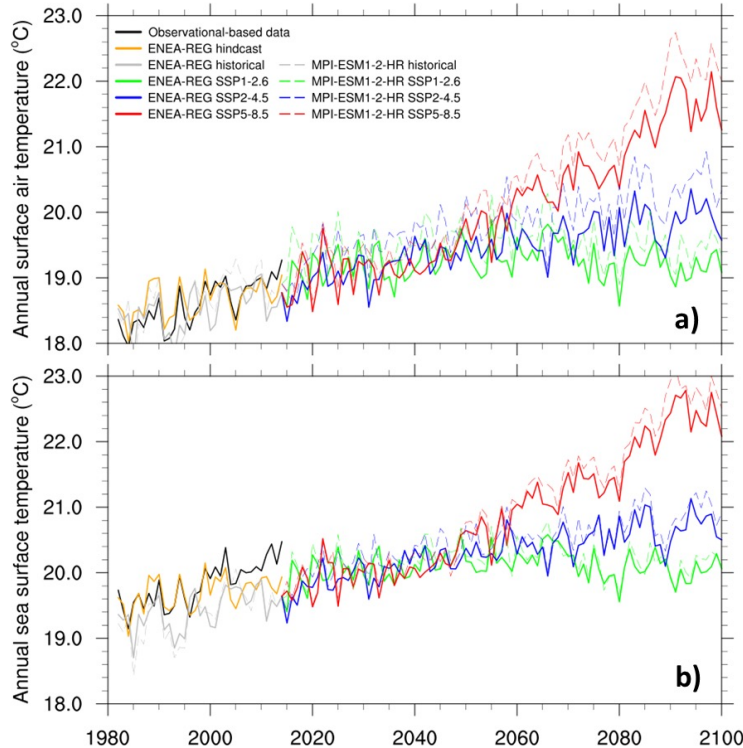 23.0
22.0
21.0
20.0
19.0
18.0
Annual surface air temperature (°C)
Observational-based data
ENEA-REG hindcast
ENEA-REG historical MPI-ESM1-2-HR historical
ENEA-REG SSP1-2.6 MPI-ESM1-2-HR SSP1-2.6
ENEA-REG SSP2-4.5 MPI-ESM1-2-HR SSP2-4.5
ENEA-REG SSP5-8.5 MPI-ESM1-2-HR SSP5-8.5
a)
23.0
22.0
21.0
20.0
19.0
18.0
Annual sea surface temperature (°C)
b)
1980 2000 2020 2040 2060 2080 2100